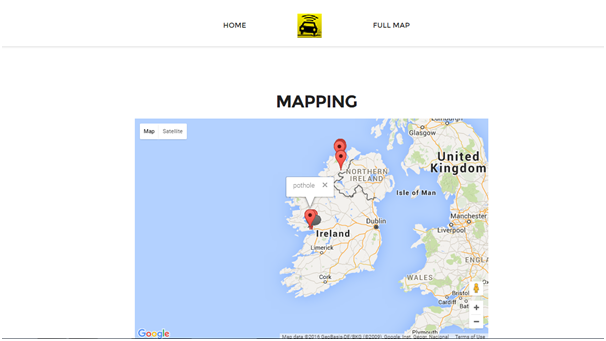 HOME
FULL MAP
MAPPING
Map
Satellite
Glasgow
United
Kingdom
NORTHERN
IRELAND
pothole
Isle of Man
Dublin
Ireland
Manchester
Liverpool
Limerick
ENGLA
Cork
WALES
Bristol
Cardiff
Plymouth
Google
Map data ©2016 GeoBasis-DE/BKG (©2009), Google, Inst. Geogr. Nacional
Terms of Use